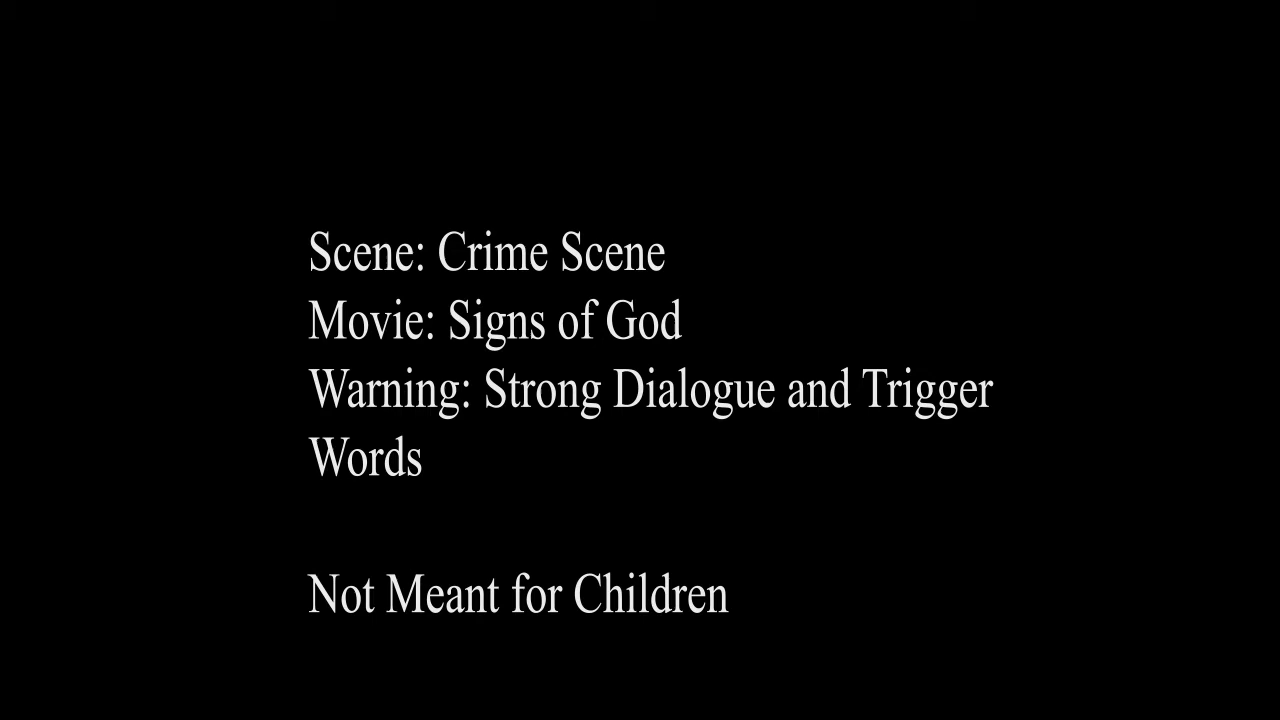 Scene: Crime Scene
Movie: Signs of God
Warning: Strong Dialogue and Trigger
Words
Not Meant for Children